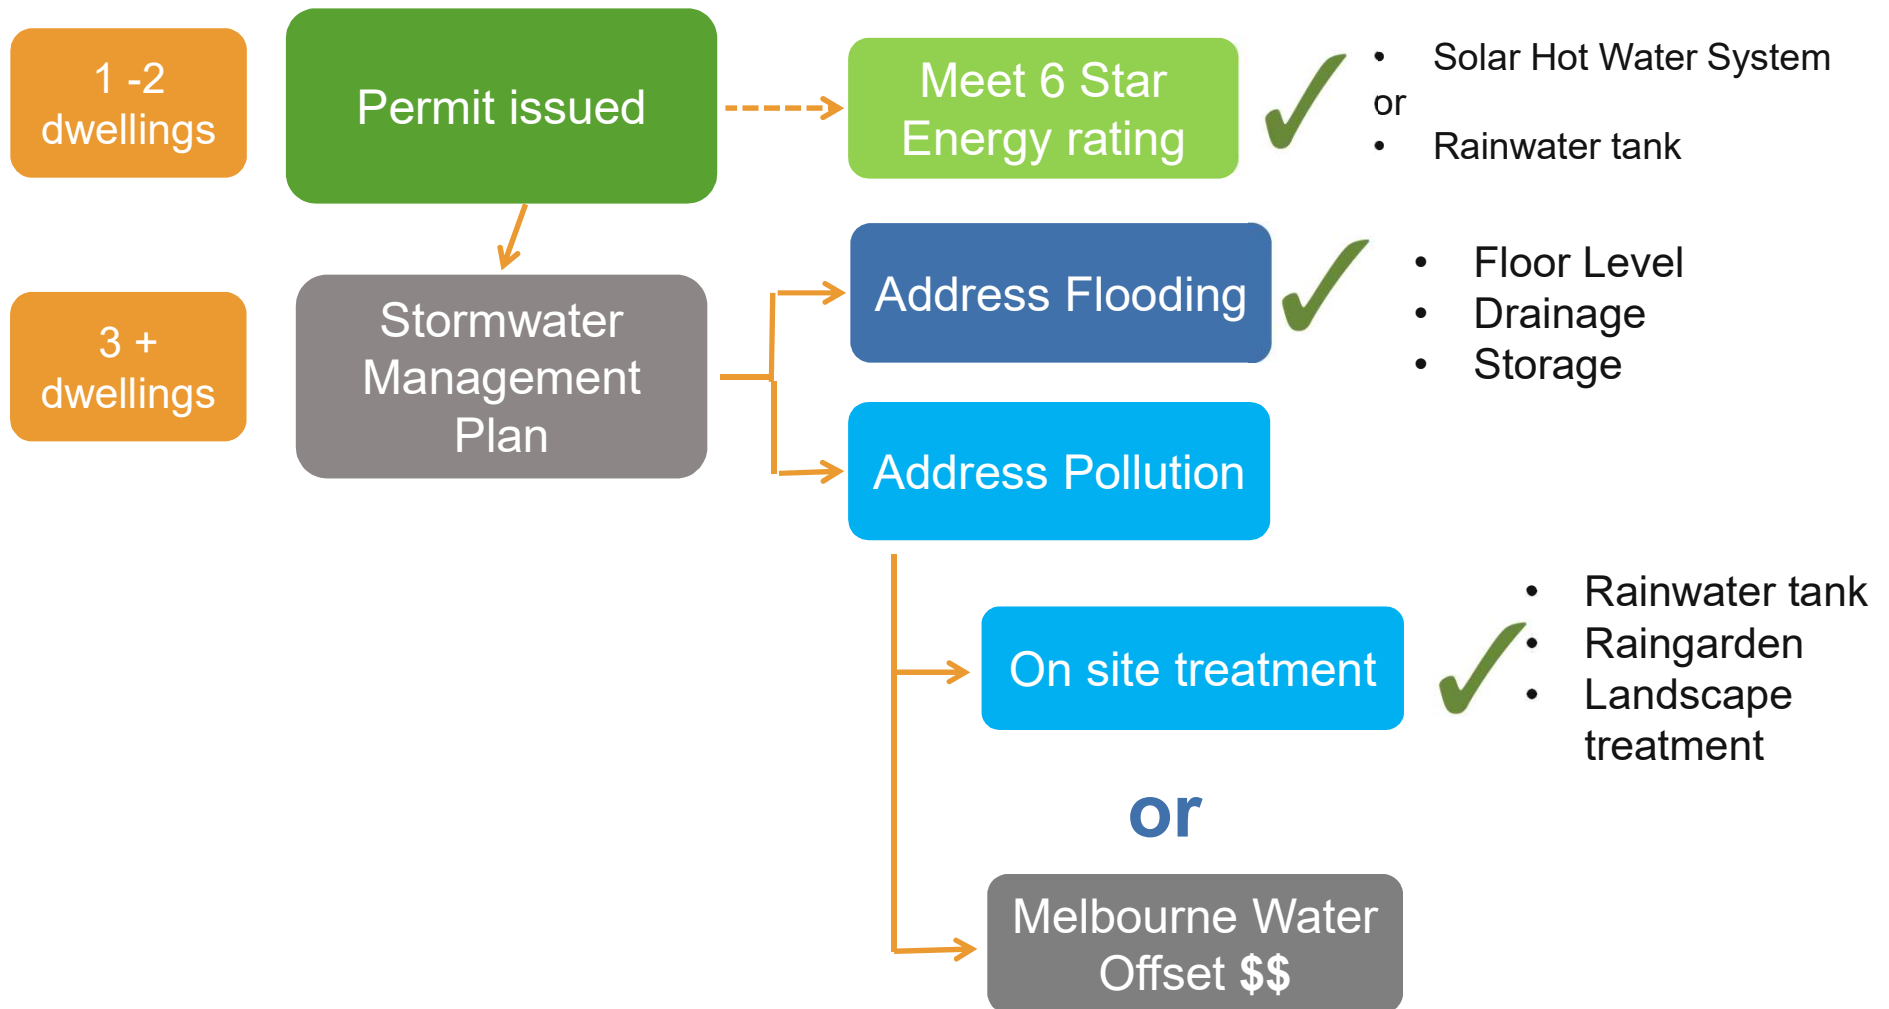 1 -2
dwellings
Permit issued
Meet 6 Star
Energy rating
• Solar Hot Water System
or
• Rainwater tank
3 +
dwellings
Stormwater
Management
Plan
Address Flooding
• Floor Level
• Drainage
• Storage
Address Pollution
On site treatment
• Rainwater tank
• Raingarden
• Landscape
treatment
or
Melbourne Water
Offset $$